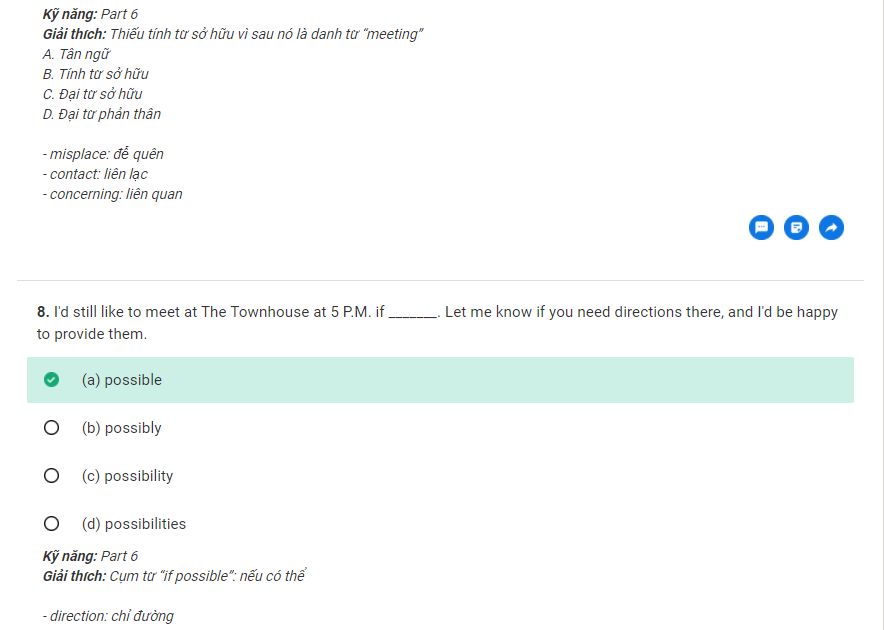 Kỹ năng: Part 6
Giải thích: Thiếu tính từ sở hữu vì sau nó là danh từ “meeting”
A. Tân ngữ
B. Tính từ sở hữu
C. Đại từ sở hữu
D. Đại từ phản thân
- misplace: để quên
- contact: liên lạc
- concerning: liên quan
8. I'd still like to meet at The Townhouse at 5 P.M. if _______. Let me know if you need directions there, and I'd be happy
to provide them.
(a) possible
(b) possibly
(c) possibility
(d) possibilities
Kỹ năng: Part 6
Giải thích: Cụm từ “if possible”: nếu có thể
- direction: chỉ đường